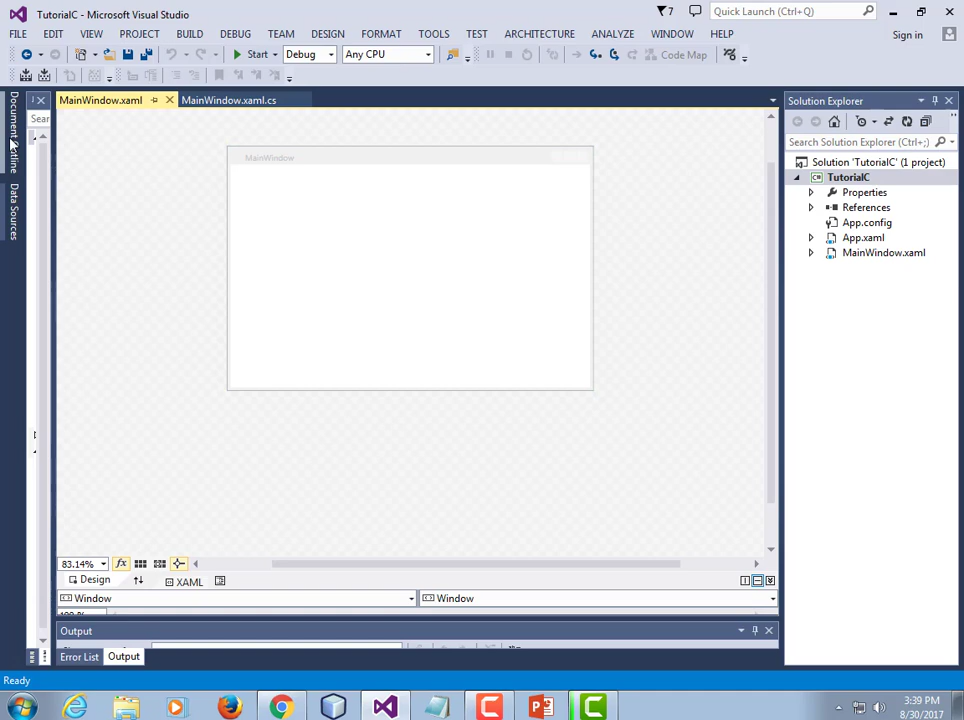 TutorialC - Microsoft Visual Studio
7
Quick Launch (Ctrl+Q)
FILE EDIT VIEW PROJECT BUILD DEBUG TEAM FORMAT DESIGN TOOLS TEST ARCHITECTURE ANALYZE WINDOW HELP
Sign in
Start Debug Any CPU Code Map
Document Outline
Data Sources
Sear
MainWindow.xaml
MainWindow.xaml.cs
MainWindow
83.14%
fx
Design
XAML
Window
Window
Output
Error List
Output
Solution Explorer
Search Solution Explorer (Ctrl+;)
Solution 'TutorialC' (1 project)
C#
TutorialC
Properties
References
App.config
App.xaml
MainWindow.xaml
Ready
3:39 PM
8/30/2017